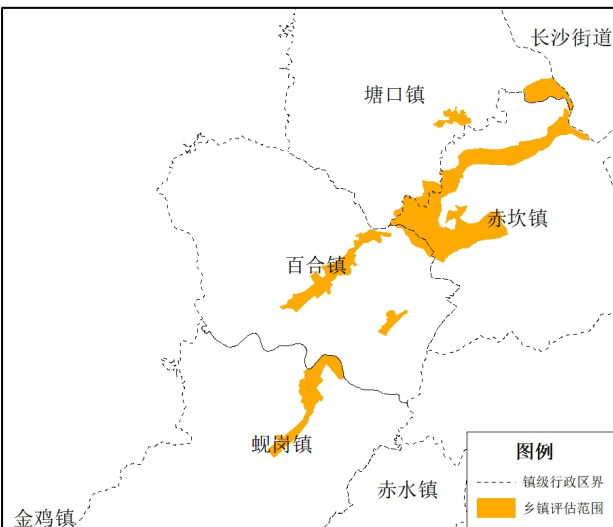 长沙街道
塘口镇
赤坎镇
百合镇
蚬岗镇
赤水镇
金鸡镇
图例
镇级行政区界
乡镇评估范围